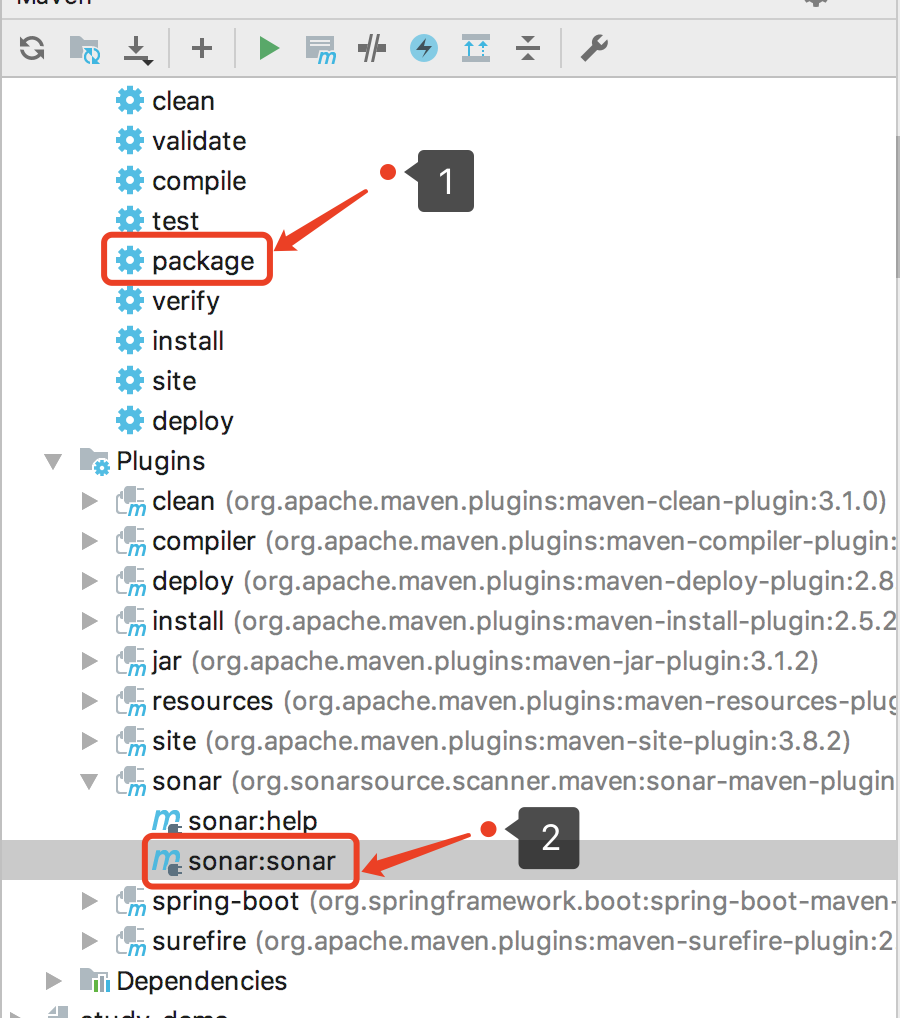 Maven
clean
validate
1
compile
test
package
verify
install
site
deploy
Plugins
clean (org.apache.maven.plugins:maven-clean-plugin:3.1.0)
compiler (org.apache.maven.plugins:maven-compiler-plugin:
deploy (org.apache.maven.plugins:maven-deploy-plugin:2.8
install (org.apache.maven.plugins:maven-install-plugin:2.5.2
jar (org.apache.maven.plugins:maven-jar-plugin:3.1.2)
resources (org.apache.maven.plugins:maven-resources-plug
site (org.apache.maven.plugins:maven-site-plugin:3.8.2)
sonar (org.sonarsource.scanner.maven:sonar-maven-plugin
sonar:help
2
sonar:sonar
spring-boot (org.springframework.boot:spring-boot-maven-
surefire (org.apache.maven.plugins:maven-surefire-plugin:2
Dependencies
study_demo